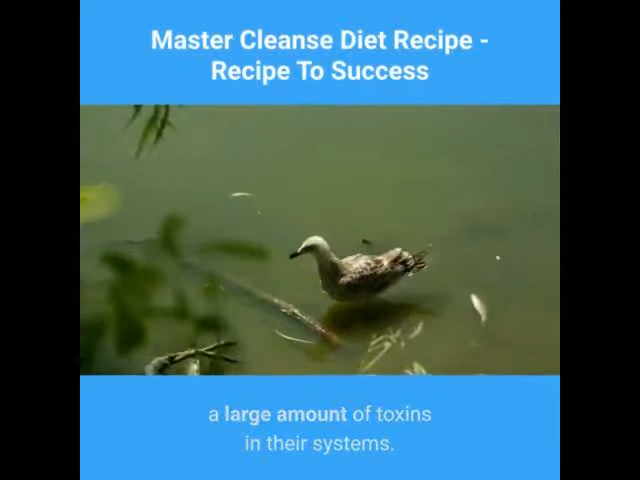 Master Cleanse Diet Recipe -
Recipe To Success
a large amount of toxins
in their systems.